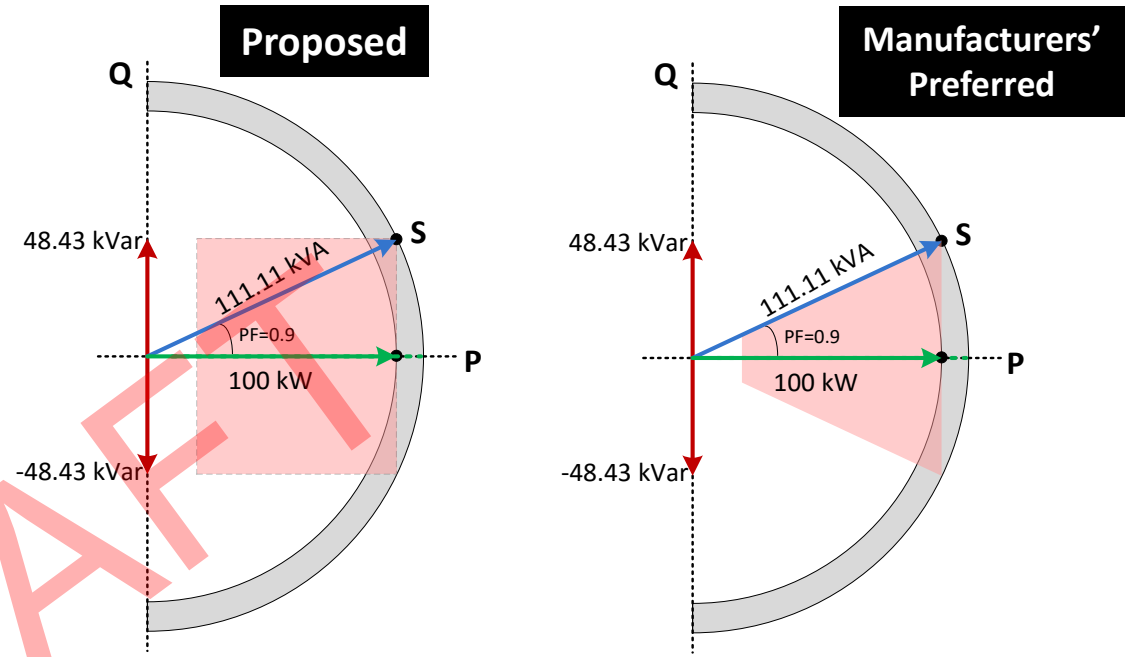 Proposed
Q
48.43 kVar
S
111.11 kVA
PF=0.9
P
100 kW
-48.43 kVar
Manufacturers’
Preferred
Q
48.43 kVar
S
111.11 kVA
PF=0.9
P
100 kW
-48.43 kVar
AFT